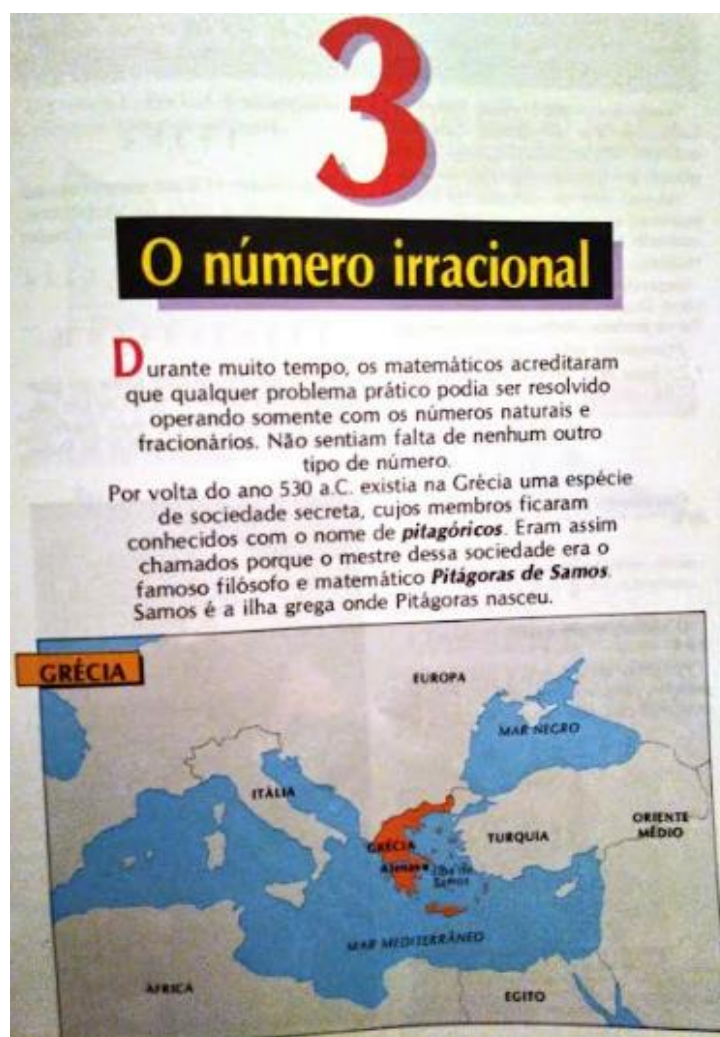 3
O número irracional
Durante muito tempo, os matemáticos acreditaram
que qualquer problema prático podia ser resolvido
operando somente com os números naturais e
fracionários. Não sentiam falta de nenhum outro
tipo de número.
Por volta do ano 530 a.C. existia na Grécia uma espécie
de sociedade secreta, cujos membros ficaram
conhecidos com o nome de pitagóricos. Eram assim
chamados porque o mestre dessa sociedade era o
famoso filósofo e matemático Pitágoras de Samos.
Samos é a ilha grega onde Pitágoras nasceu.
GRÉCIA
EUROPA
MAR NEGRO
ITÁLIA
ORIENTE
MÉDIO
TURQUIA
GRÉCIA
Atenas
Ilha de
Samos
MAR MEDITERRÂNEO
ÁFRICA
EGITO